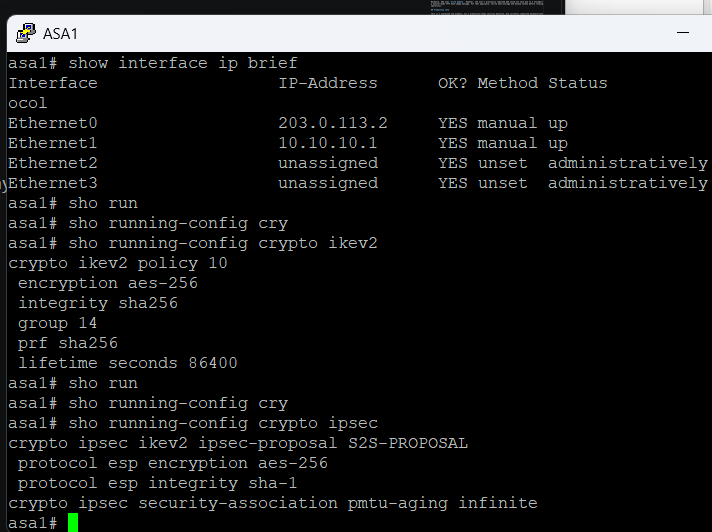 ASA1
asa1# show interface ip brief
Interface                  IP-Address      OK? Method Status
ocol
Ethernet0                  203.0.113.2     YES manual up
Ethernet1                  10.10.10.1      YES manual up
Ethernet2                  unassigned      YES unset  administratively
Ethernet3                  unassigned      YES unset  administratively
asa1# sho run
asa1# sho running-config cry
asa1# sho running-config crypto ikev2
crypto ikev2 policy 10
 encryption aes-256
 integrity sha256
 group 14
 prf sha256
 lifetime seconds 86400
asa1# sho run
asa1# sho running-config cry
asa1# sho running-config crypto ipsec
crypto ipsec ikev2 ipsec-proposal S2S-PROPOSAL
 protocol esp encryption aes-256
 protocol esp integrity sha-1
crypto ipsec security-association pmtu-aging infinite
asa1#